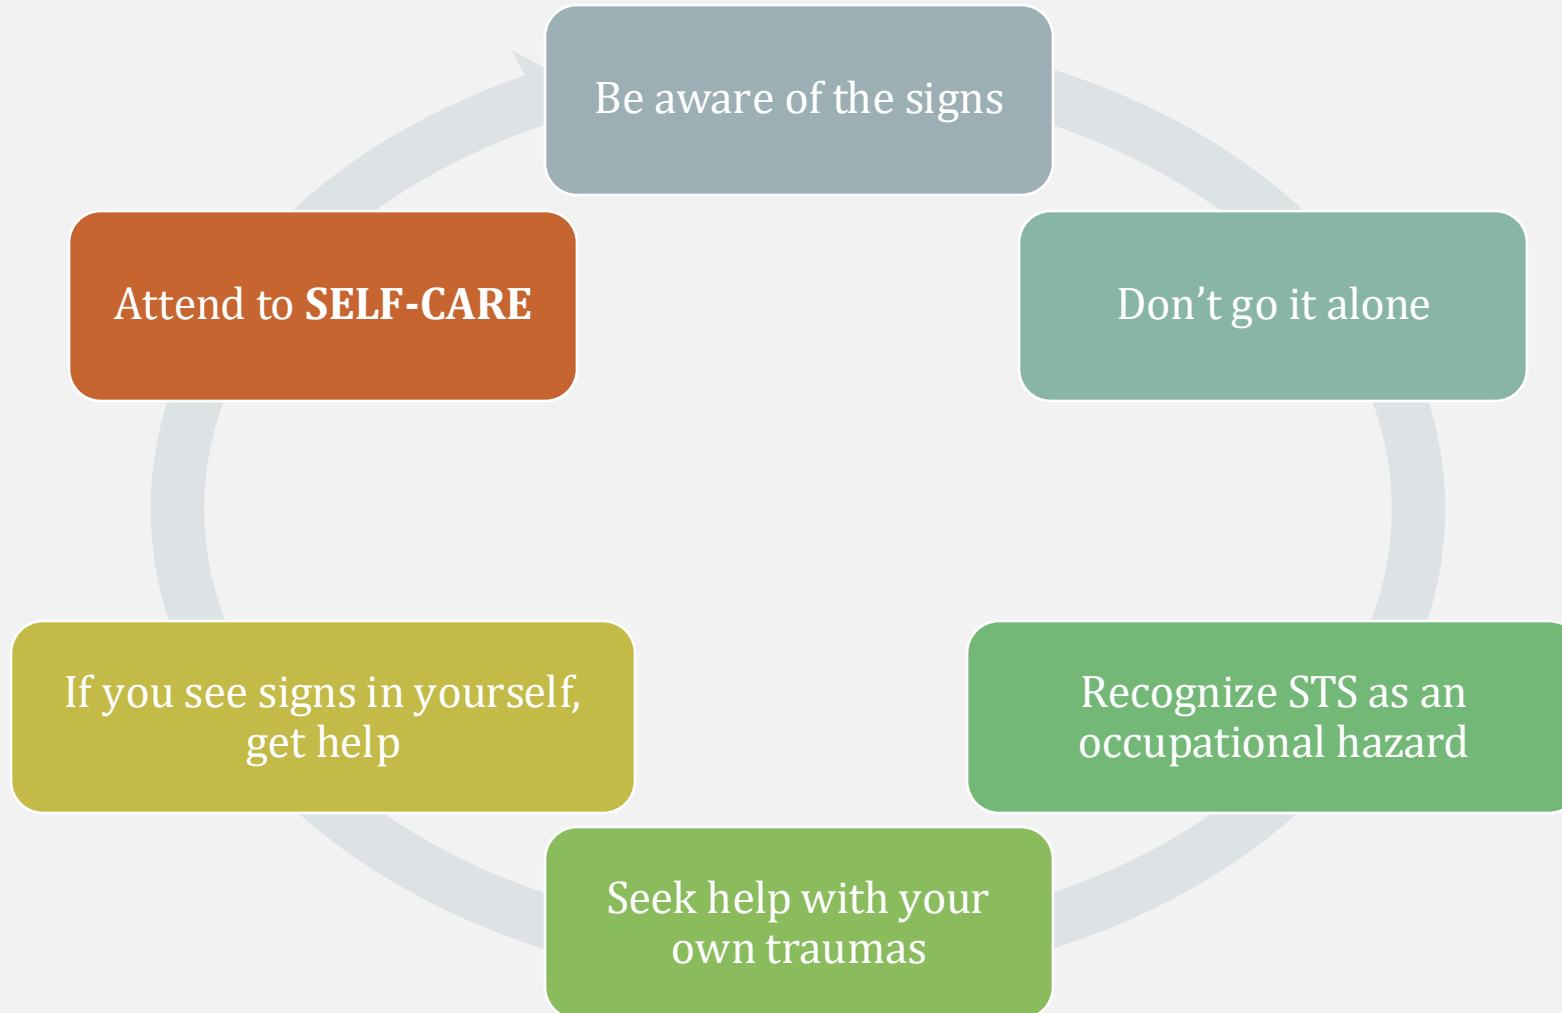 Be aware of the signs
Don’t go it alone
Recognize STS as an
occupational hazard
Seek help with your
own traumas
If you see signs in yourself,
get help
Attend to SELF-CARE